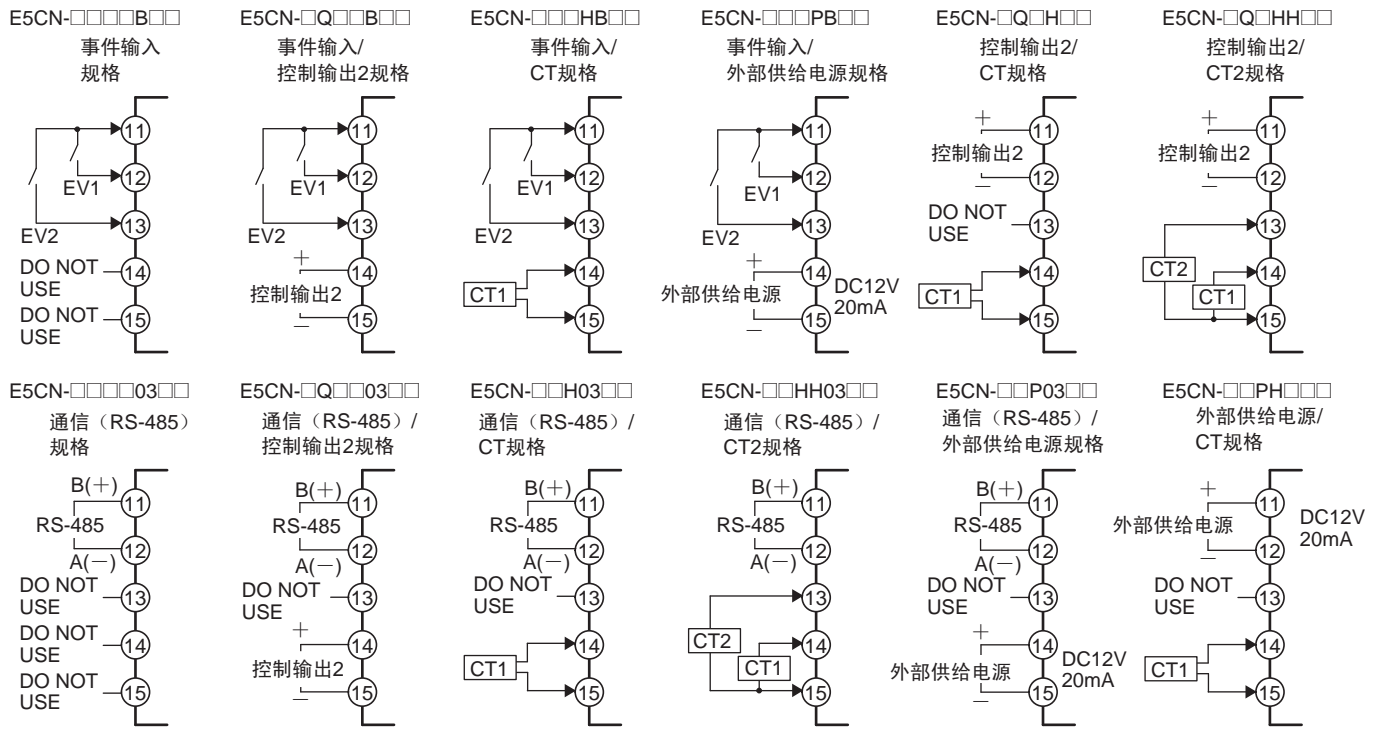 E5CN-□□□□B□□
事件输入
规格
11
12
13
14
15
EV1
EV2
DO NOT
USE
DO NOT
USE
E5CN-□Q□□B□□
事件输入/
控制输出2规格
11
12
13
14
15
EV1
EV2
+
控制输出2
—
E5CN-□□□HB□□
事件输入/
CT规格
11
12
13
14
15
EV1
EV2
CT1
E5CN-□□□PB□□
事件输入/
外部供给电源规格
11
12
13
14
15
EV1
EV2
+
外部供给电源
—
DC12V
20mA
E5CN-□Q□H□□
控制输出2/
CT规格
+
11
控制输出2
12
—
DO NOT
USE
13
14
CT1
15
E5CN-□Q□HH□□
控制输出2/
CT2规格
+
11
控制输出2
12
—
13
CT2
14
CT1
15
E5CN-□□□□03□□
通信（RS-485）
规格
B(+)
11
RS-485
12
A(—)
DO NOT
USE
13
DO NOT
USE
14
DO NOT
USE
15
E5CN-□Q□□03□□
通信（RS-485）/
控制输出2规格
B(+)
11
RS-485
12
A(—)
DO NOT
USE
13
+
14
控制输出2
15
—
E5CN-□□H03□□
通信（RS-485）/
CT规格
B(+)
11
RS-485
12
A(—)
DO NOT
USE
13
14
CT1
15
E5CN-□□HH03□□
通信（RS-485）/
CT2规格
B(+)
11
RS-485
12
A(—)
13
CT2
14
CT1
15
E5CN-□□P03□□
通信（RS-485）/
外部供给电源规格
B(+)
11
RS-485
12
A(—)
DO NOT
USE
13
+
14
外部供给电源
15
—
DC12V
20mA
E5CN-□□PH□□□
外部供给电源/
CT规格
+
11
外部供给电源
12
—
DC12V
20mA
DO NOT
USE
13
14
CT1
15